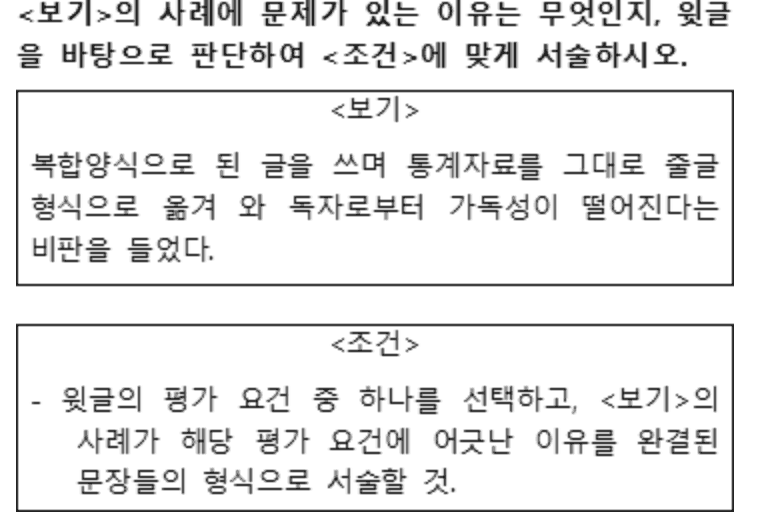 <보기>의 사례에 문제가 있는 이유는 무엇인지, 윗글
을 바탕으로 판단하여 <조건>에 맞게 서술하시오.
<보기>
복합양식으로 된 글을 쓰며 통계자료를 그대로 줄글
형식으로 옮겨 와 독자로부터 가독성이 떨어진다는
비판을 들었다.
<조건>
- 윗글의 평가 요건 중 하나를 선택하고, <보기>의
사례가 해당 평가 요건에 어긋난 이유를 완결된
문장들의 형식으로 서술할 것.